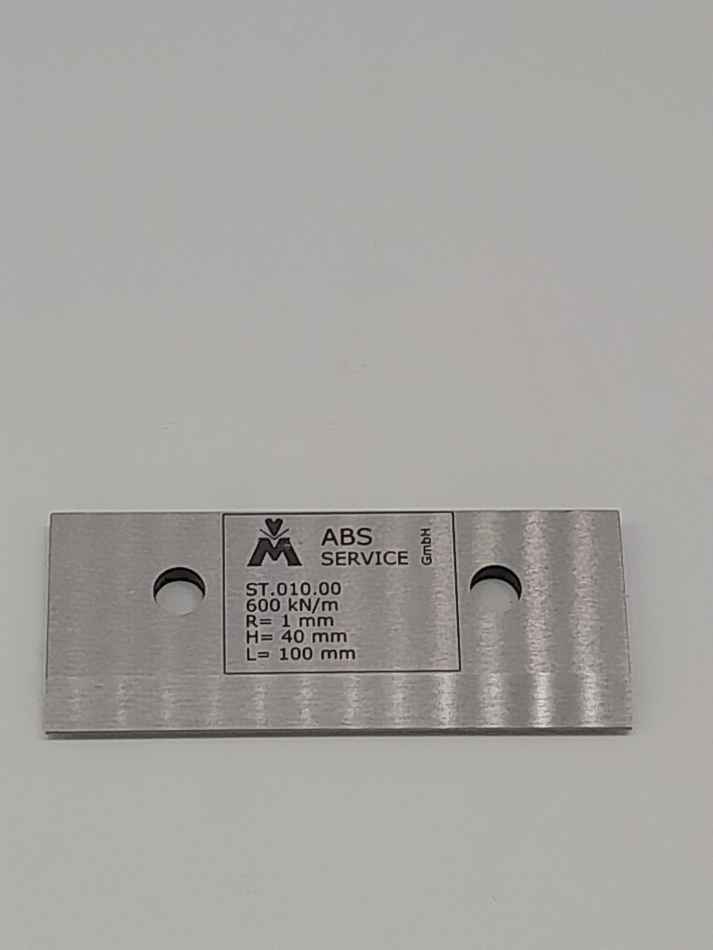 ABS
SERVICE
GmbH
ST.010.00
600 kN/m
R= 1 mm
H= 40 mm
L= 100 mm